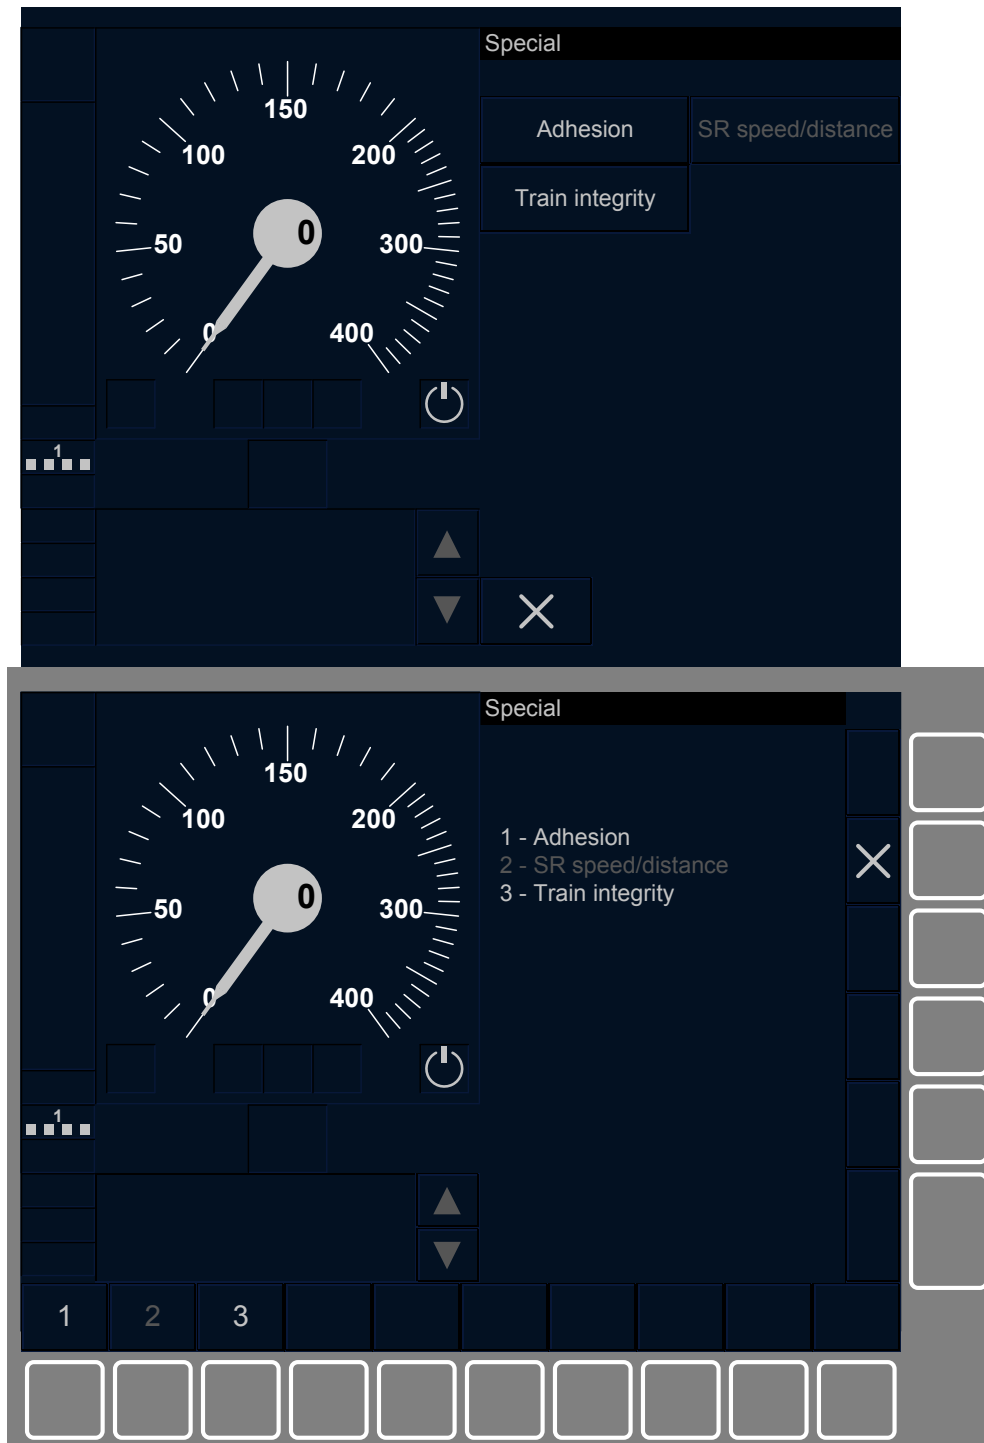 Special
150
100
200
50
0
300
0
400
Adhesion
SR speed/distance
Train integrity
1
Special
150
100
200
50
0
300
0
400
1 - Adhesion
2 - SR speed/distance
3 - Train integrity
1
1 2 3